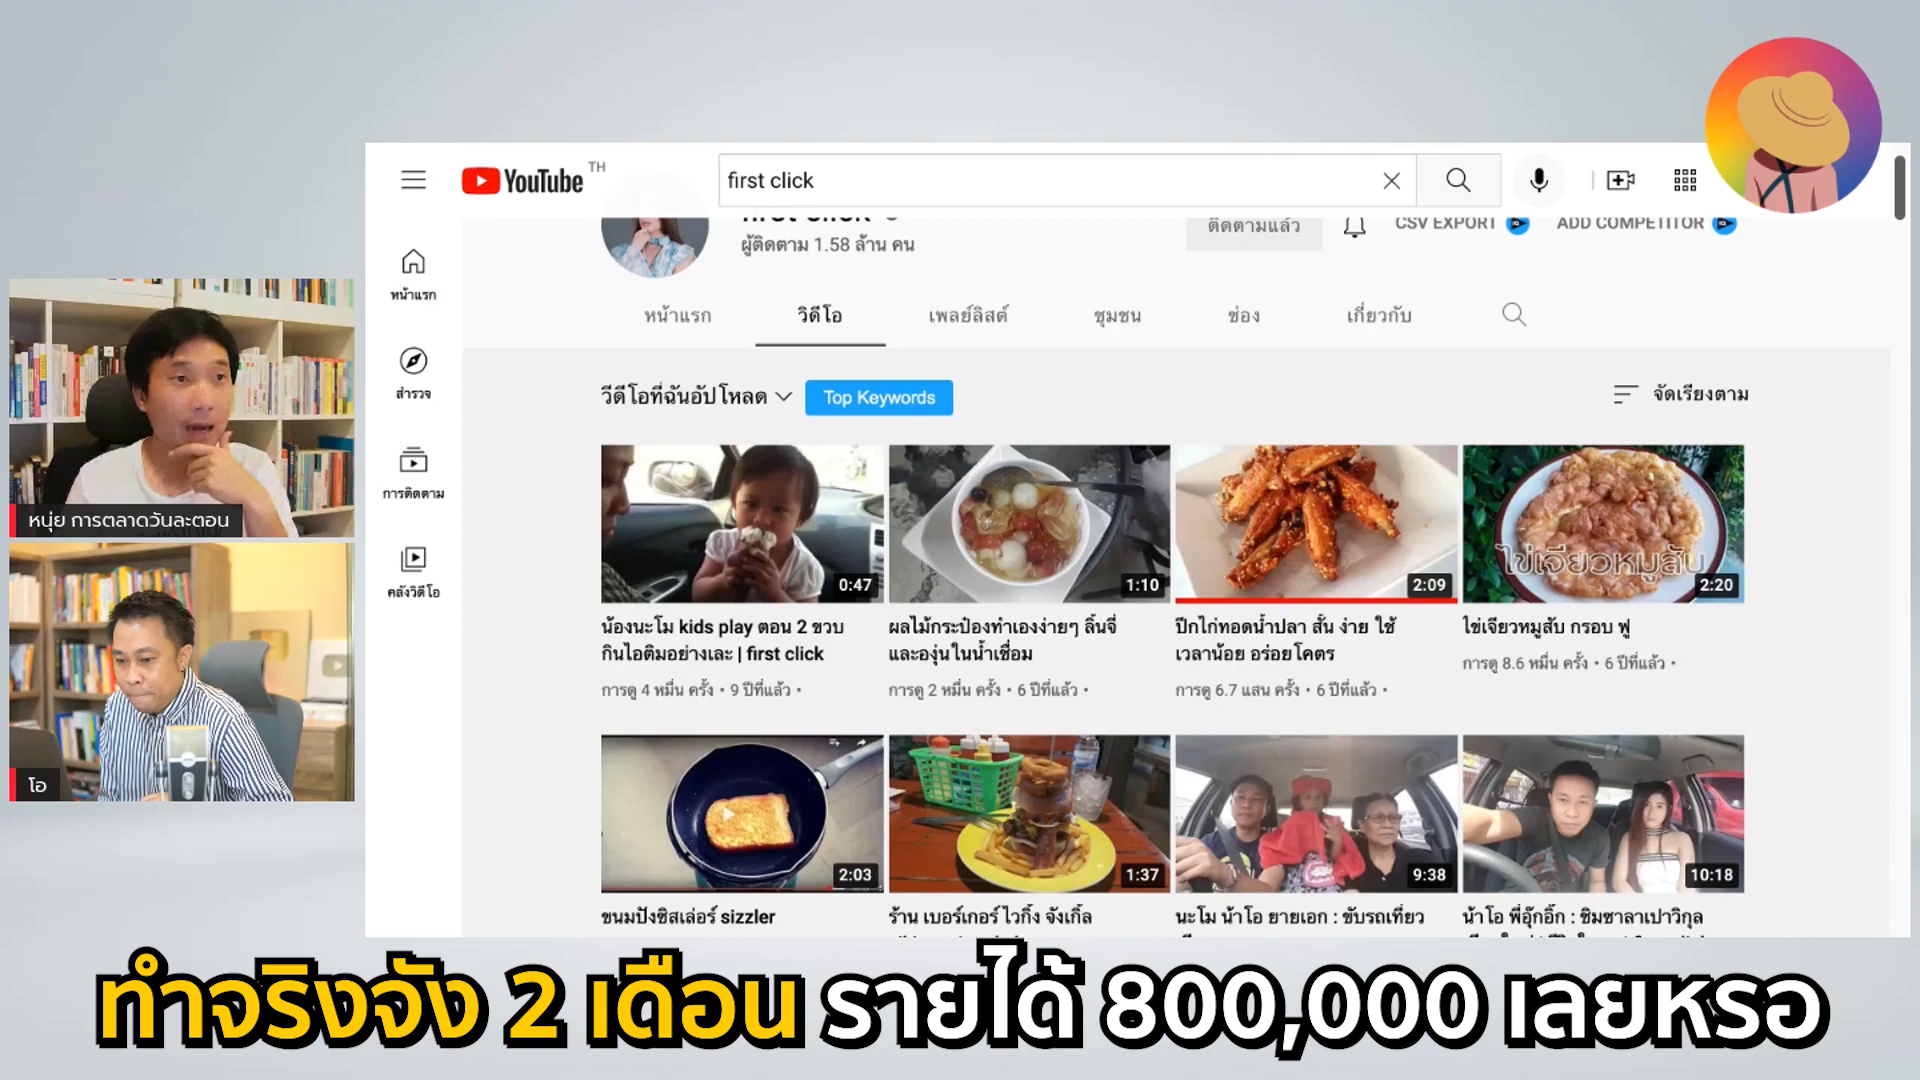 YouTube TH
first click
first click
ผู้ติดตาม 1.58 ล้าน คน
ติดตามแล้ว
CSV EXPORT
ADD COMPETITOR
หน้าแรก
สำรวจ
การติดตาม
คลังวิดีโอ
หน้าแรก วิดีโอ เพลย์ลิสต์ ชุมชน ช่อง เกี่ยวกับ
วีดีโอที่ฉันอัปโหลด
Top Keywords
จัดเรียงตาม
0:47
1:10
2:09
ไข่เจียวหมูสับ
2:20
น้องนะโม kids play ตอน 2 ขวบ
กินไอติมอย่างเละ | first click
การดู 4 หมื่น ครั้ง • 9 ปีที่แล้ว •
ผลไม้กระป๋องทำเองง่ายๆ ลิ้นจี่
และองุ่นในน้ำเชื่อม
การดู 2 หมื่น ครั้ง • 6 ปีที่แล้ว •
ปีกไก่ทอดน้ำปลา สั้น ง่าย ใช้
เวลาน้อย อร่อยโคตร
การดู 6.7 แสน ครั้ง • 6 ปีที่แล้ว •
ไข่เจียวหมูสับ กรอบ ฟู
การดู 8.6 หมื่น ครั้ง • 6 ปีที่แล้ว •
2:03
1:37
9:38
10:18
ขนมปังซิสเล่อร์ sizzler
ร้าน เบอร์เกอร์ ไวกิ้ง จังเกิ้ล
นะโม น้าโอ ยายเอก : ขับรถเที่ยว
น้าโอ พี่อุ๊กอิ๊ก : ชิมซาลาเปาวิกุล
หนุ่ย การตลาดวันละตอน
โอ
ทำจริงจัง 2 เดือน รายได้ 800,000 เลยหรอ